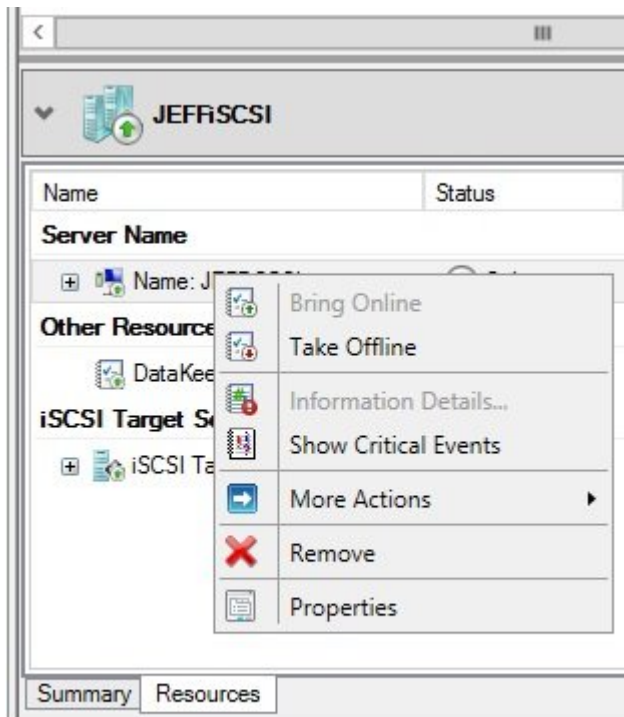 JEFFiSCSI
Name Status
Server Name
Name: J
Bring Online
Other Resource
Take Offline
DataKee
Information Details...
iSCSI Target Se
Show Critical Events
iSCSI Ta
More Actions
Remove
Properties
Summary Resources